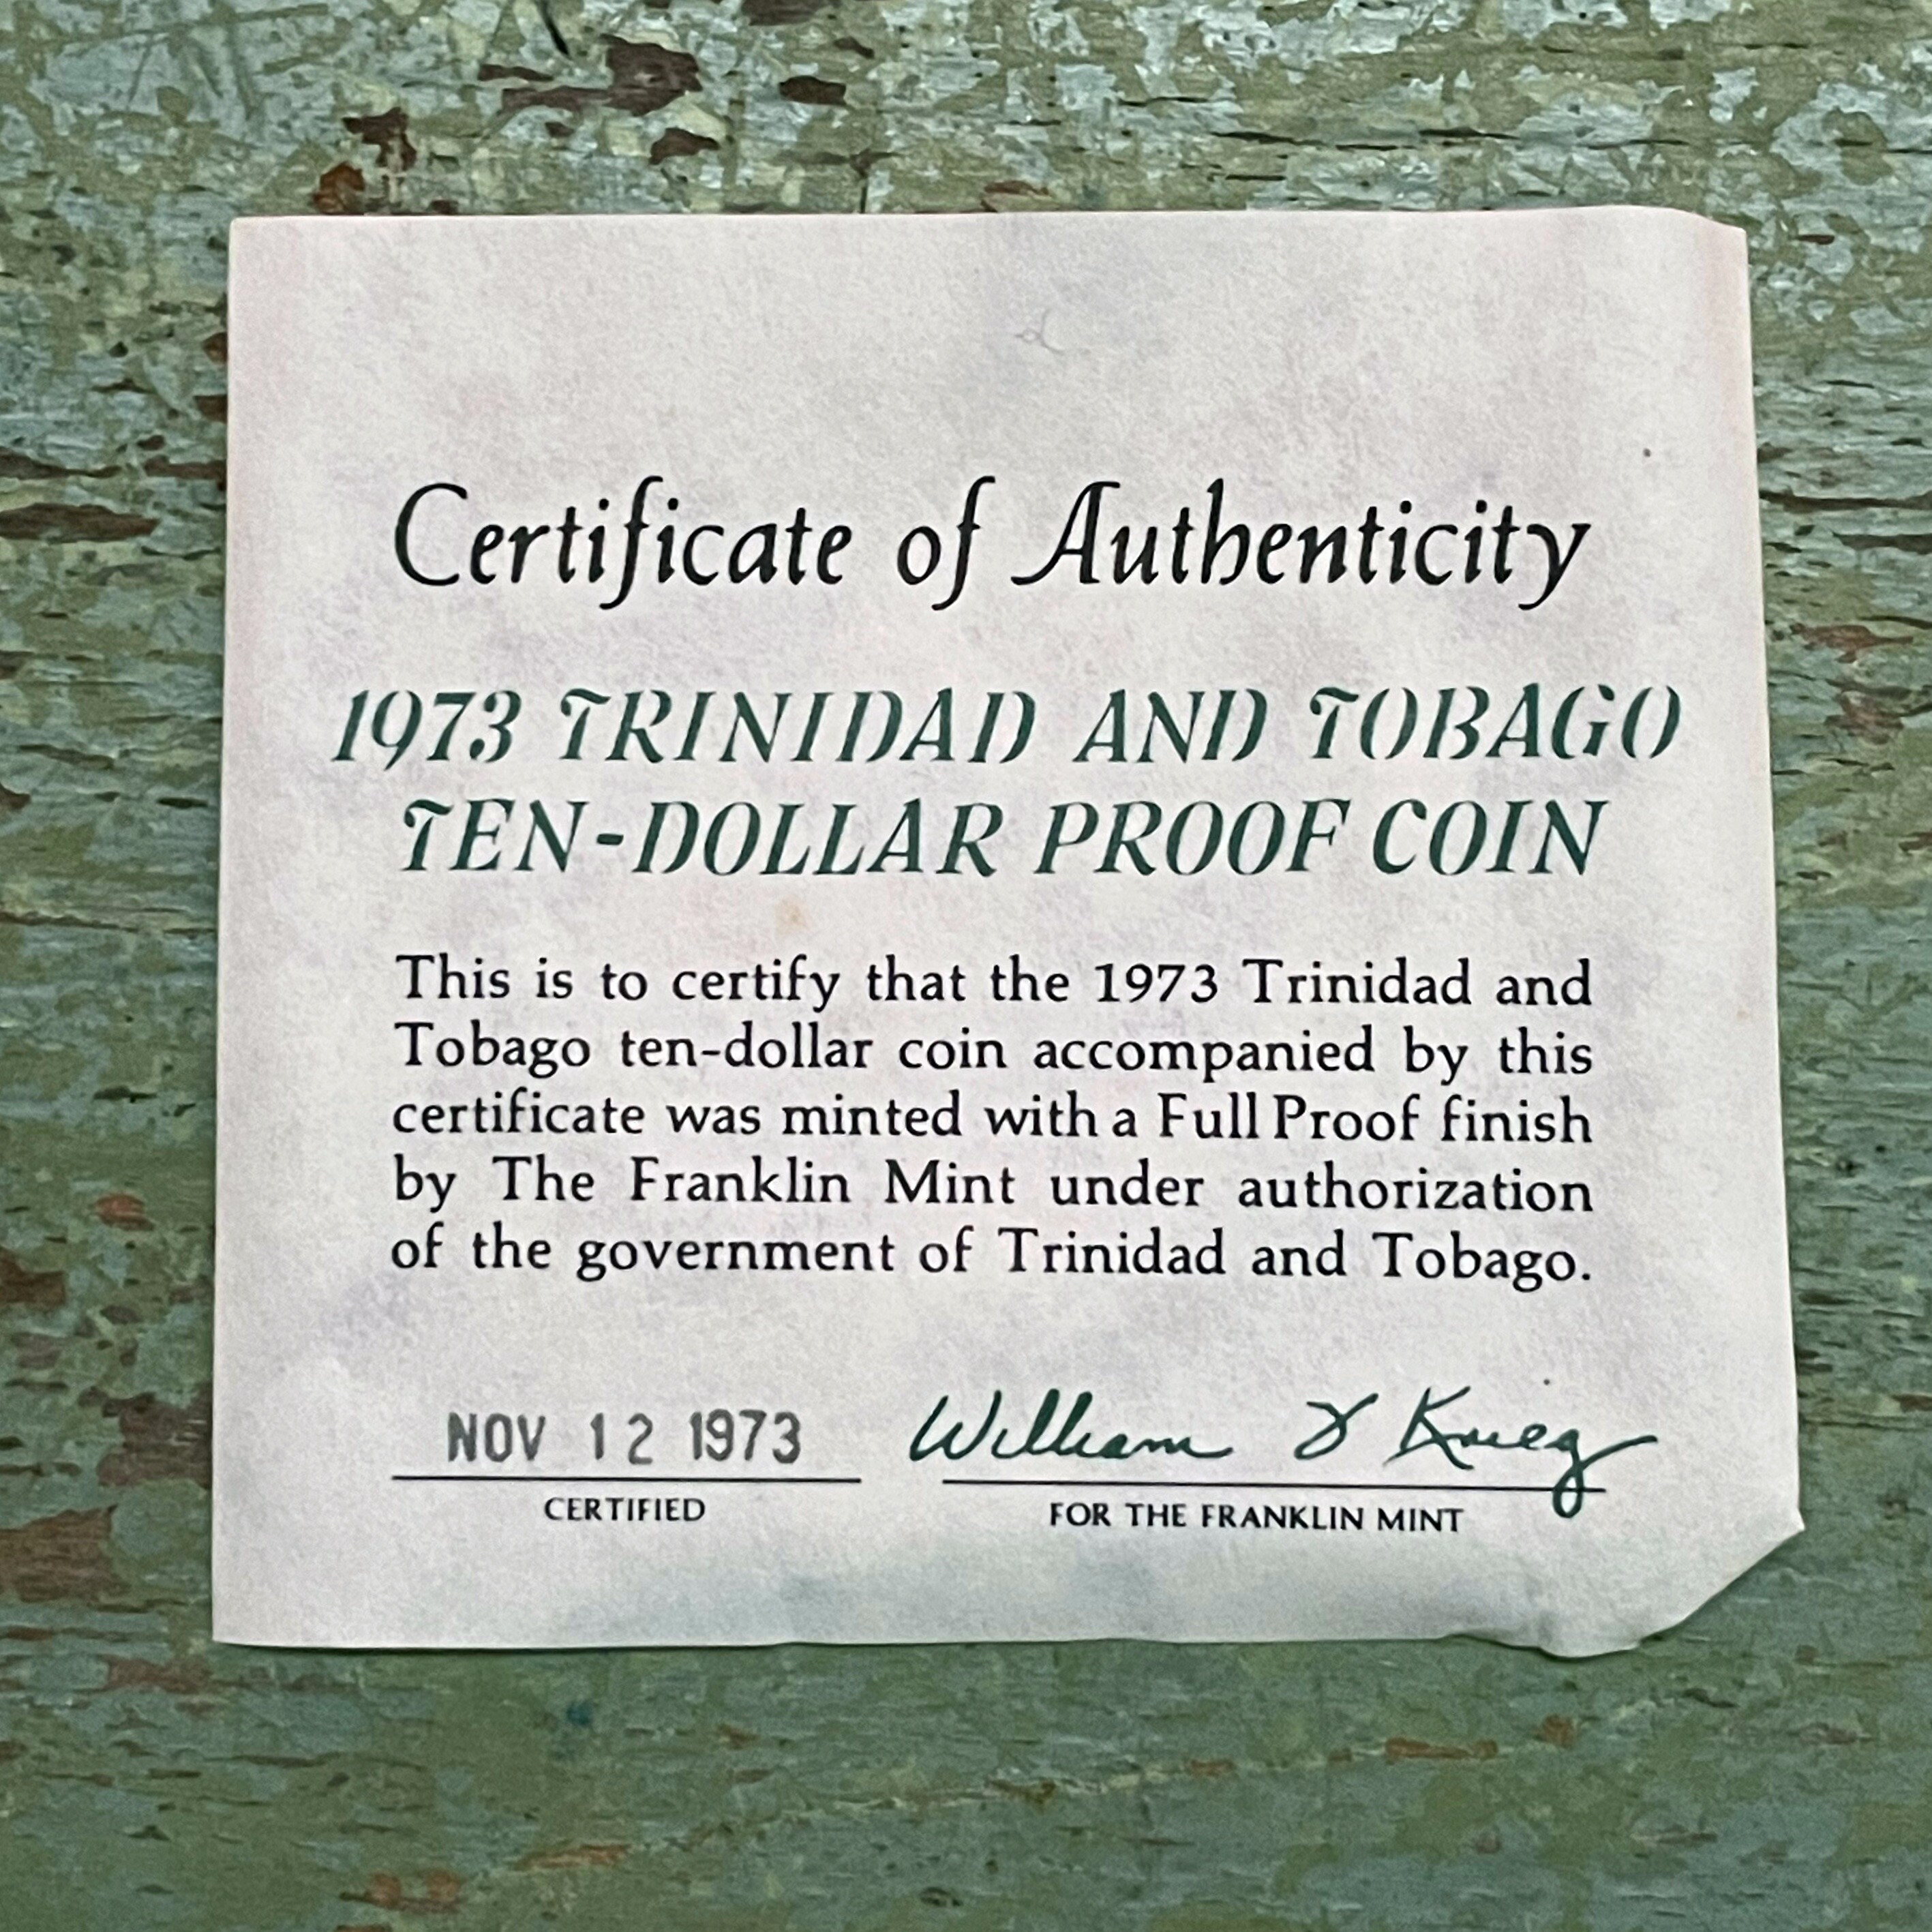 Certificate of Authenticity
1973 TRINIDAD AND TOBAGO
TEN-DOLLAR PROOF COIN
This is to certify that the 1973 Trinidad and
Tobago ten-dollar coin accompanied by this
certificate was minted with a Full Proof finish
by The Franklin Mint under authorization
of the government of Trinidad and Tobago.
NOV 12 1973
William Krieg
CERTIFIED
FOR THE FRANKLIN MINT